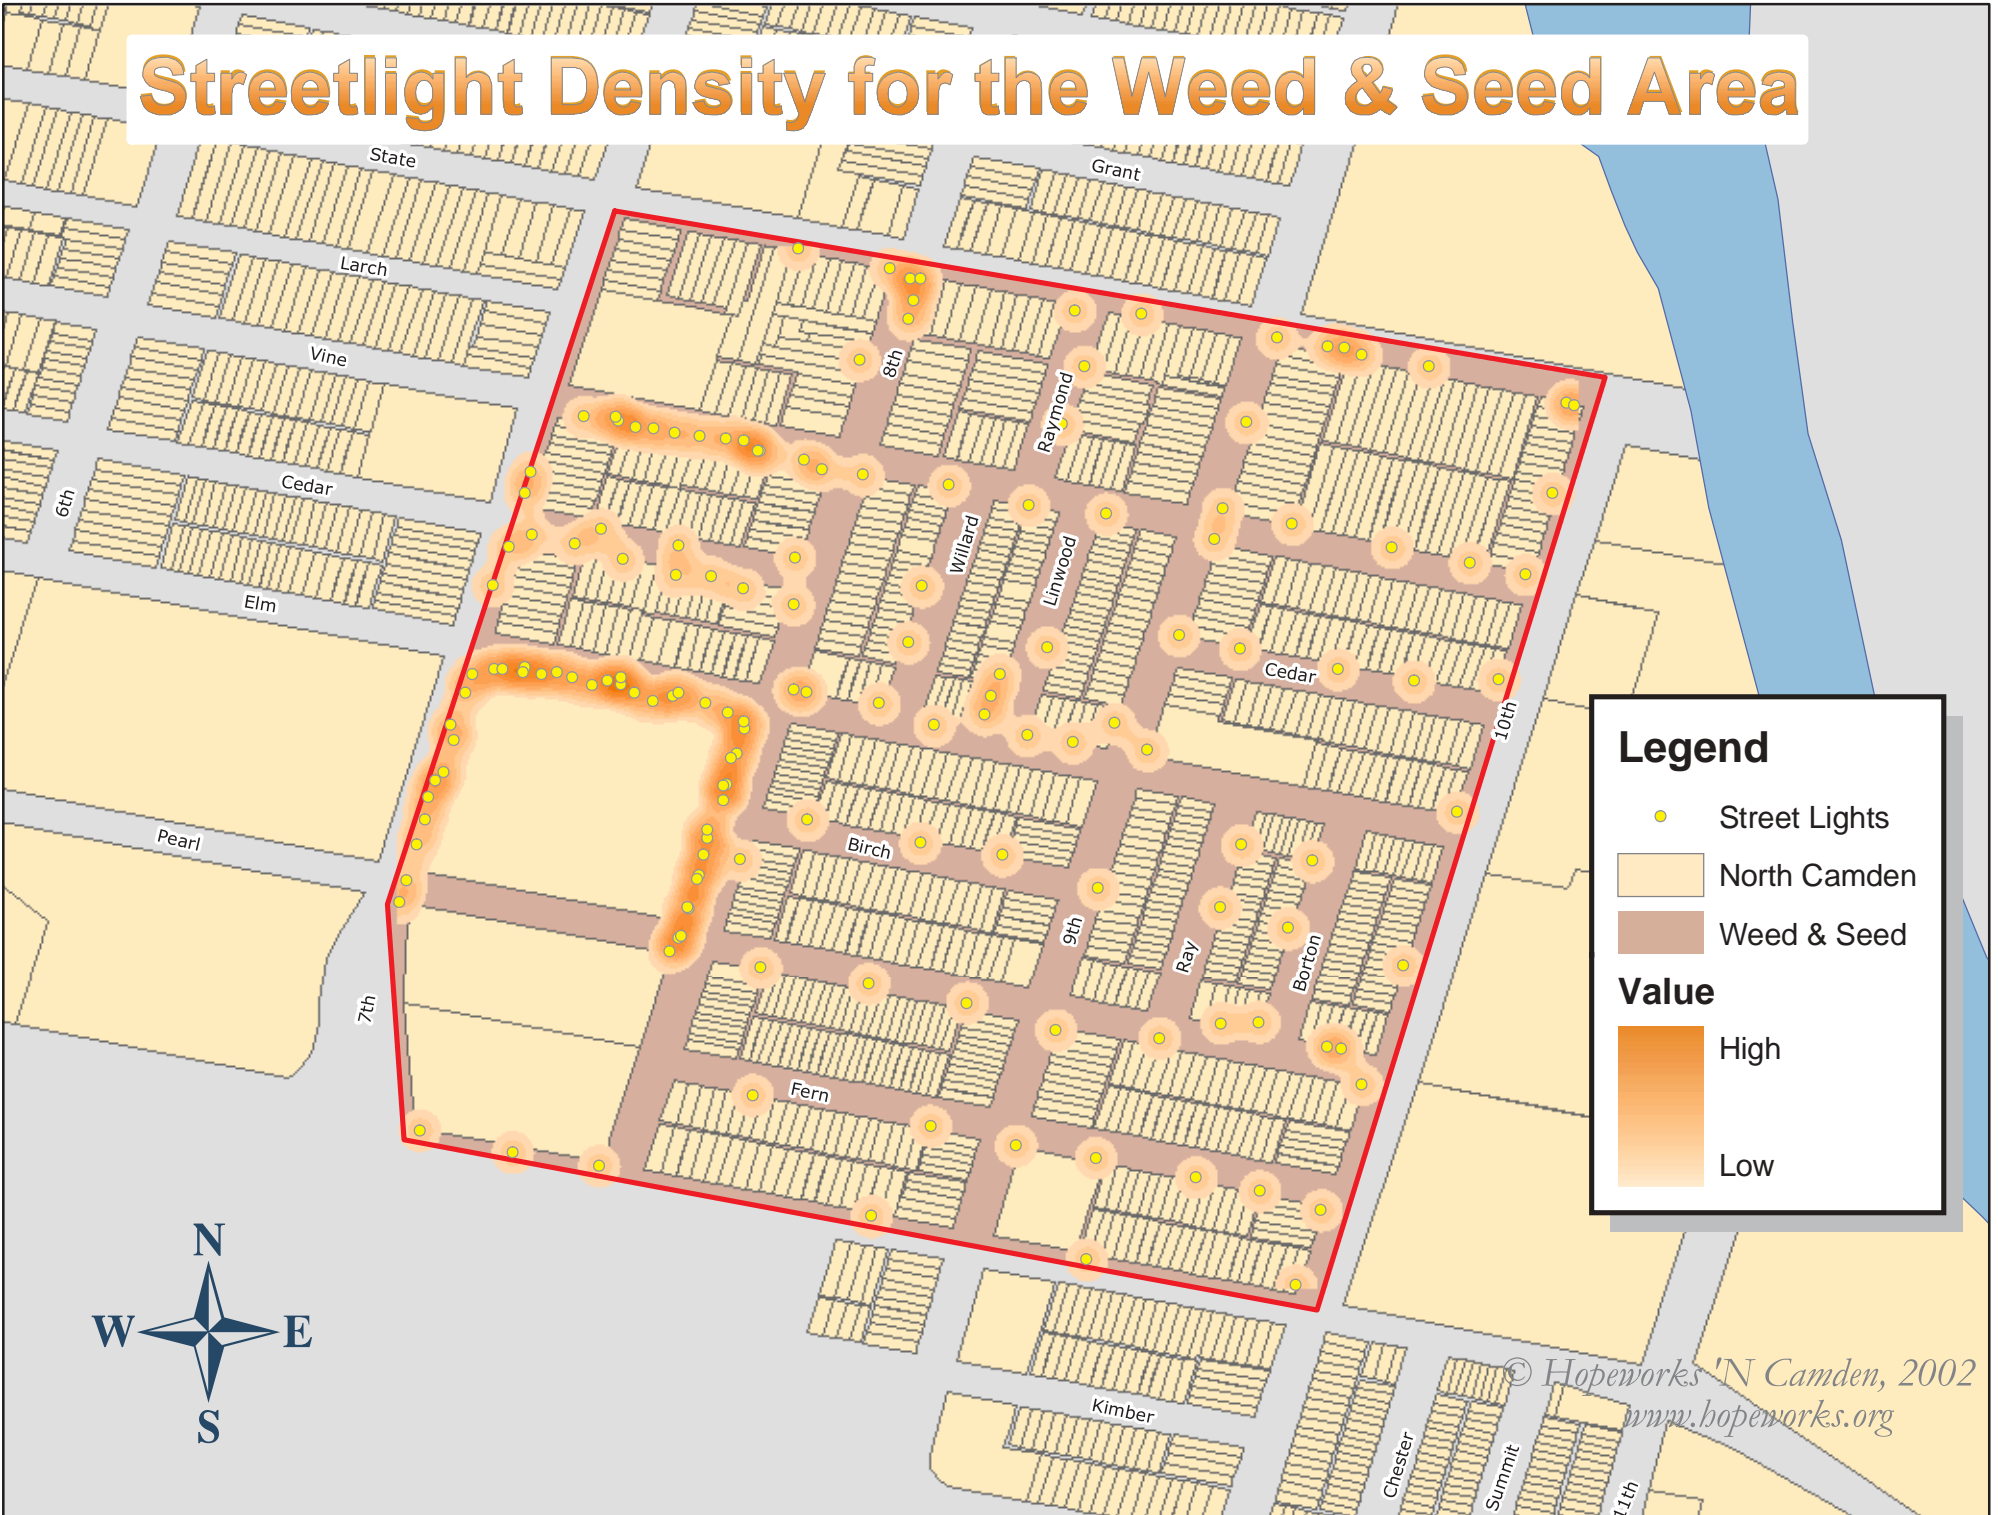 Streetlight Density for the Weed & Seed Area
State
Grant
Larch
Vine
8th
Raymond
Cedar
6th
Willard
Linwood
Elm
Cedar
10th
Legend
Street Lights
North Camden
Weed & Seed
Value
High
Low
Pearl
Birch
9th
Ray
Borton
7th
Fern
N
W
E
S
Kimber
Chester
Summit
11th
© Hopeworks 'N Camden, 2002
www.hopeworks.org